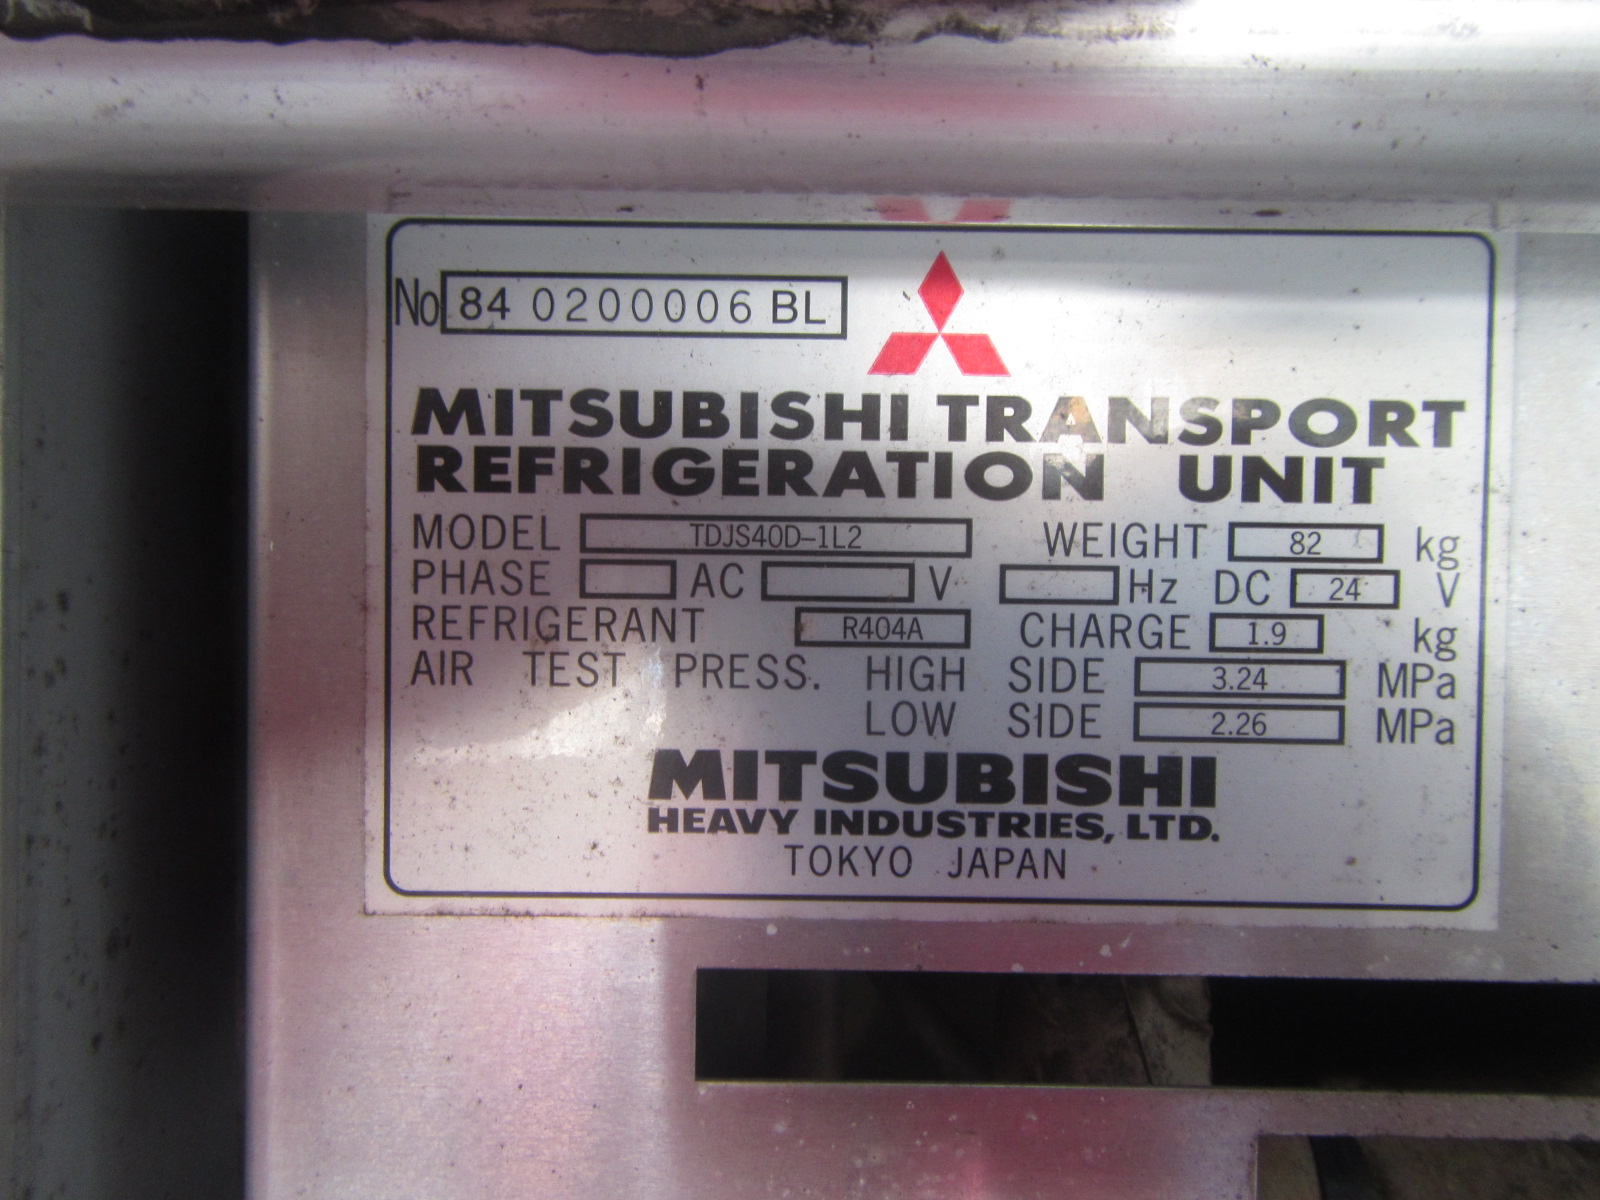 No 84 0200006 BL
MITSUBISHI TRANSPORT
REFRIGERATION UNIT
MODEL TDJS40D-1L2 WEIGHT 82 kg
PHASE AC V Hz DC 24 V
REFRIGERANT R404A CHARGE 1.9 kg
AIR TEST PRESS. HIGH SIDE 3.24 MPa
LOW SIDE 2.26 MPa
MITSUBISHI
HEAVY INDUSTRIES, LTD.
TOKYO JAPAN